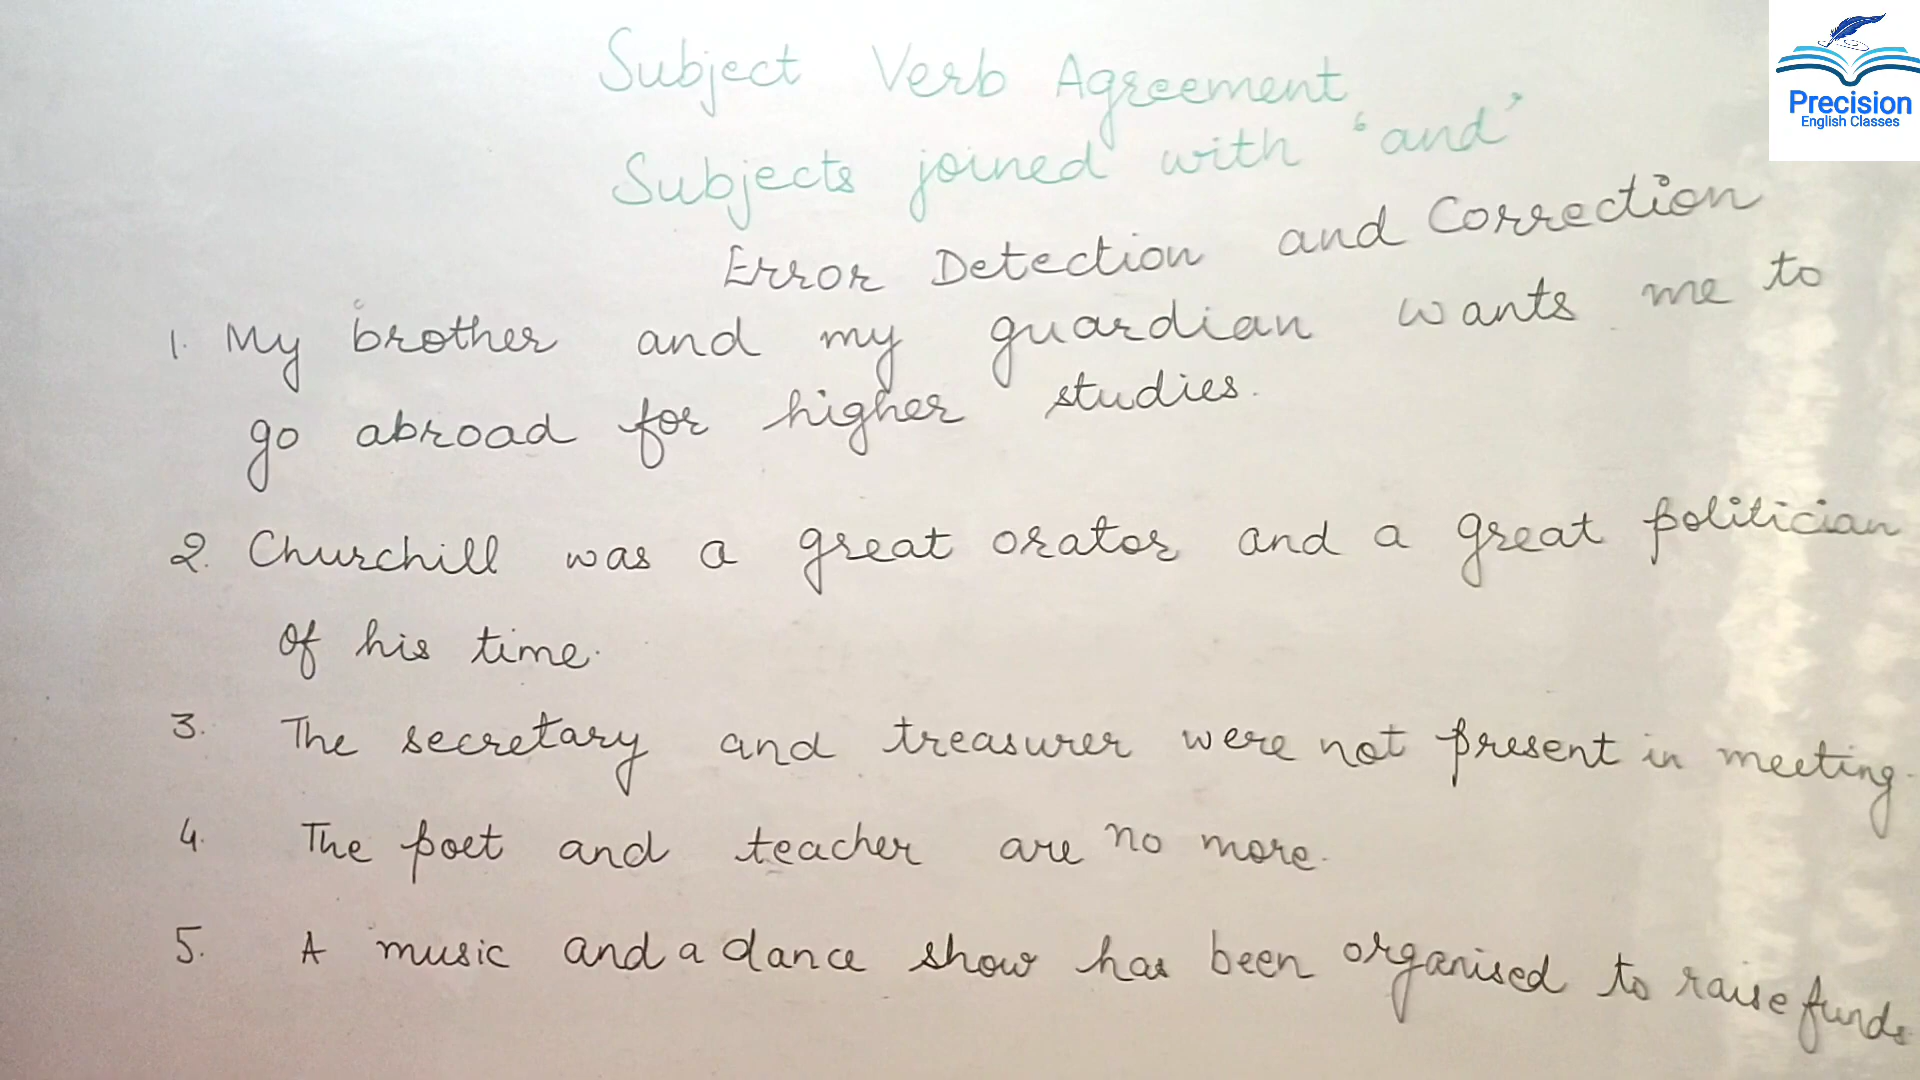 Subject Verb Agreement
Subjects joined with 'and'
Error Detection and Correction
1. My brother and my guardian wants me to
go abroad for higher studies.
2. Churchill was a great orator and a great politician
of his time.
3. The secretary and treasurer were not present in meeting.
4. The poet and teacher are no more.
5. A music and a dance show has been organised to raise funds
Precision
English Classes